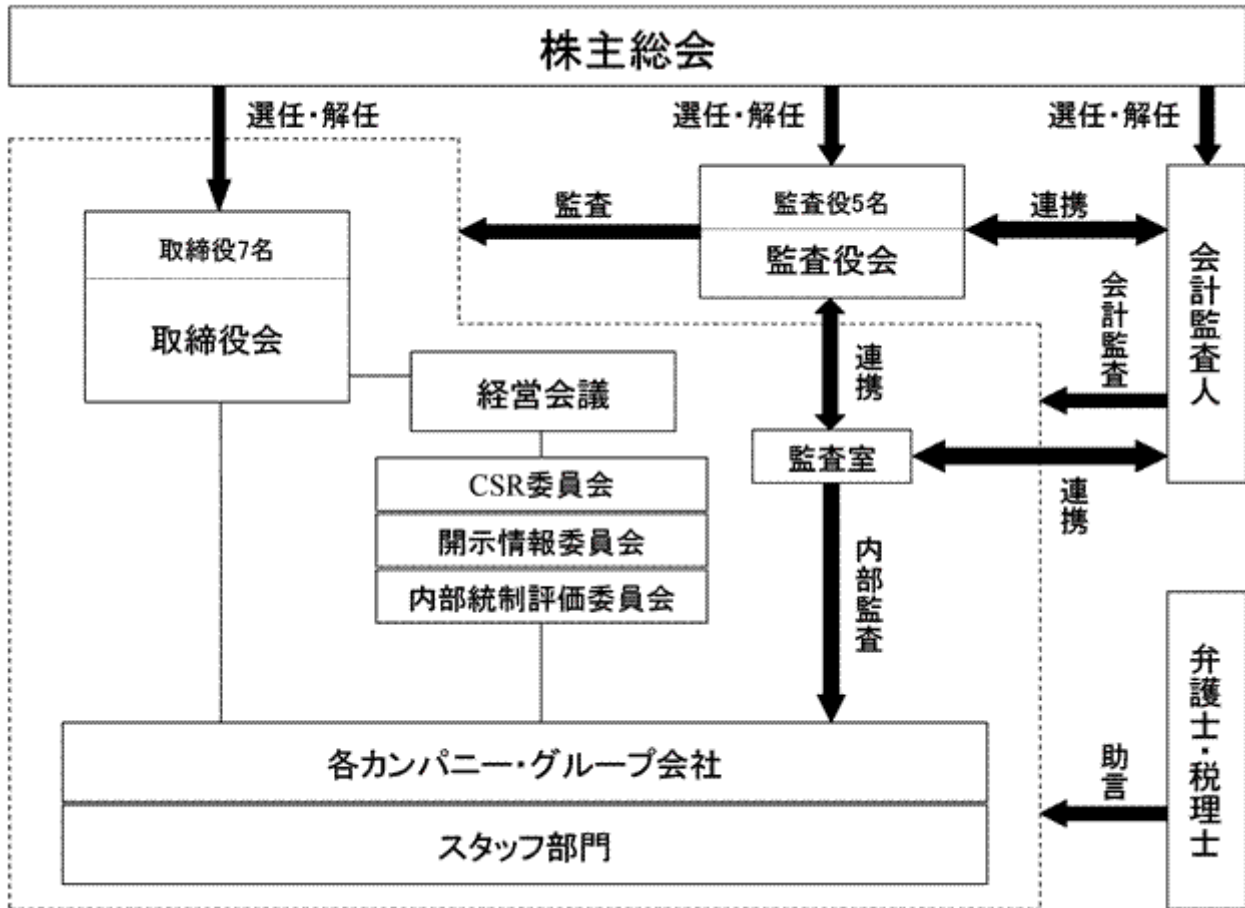 株主総会
選任・解任
選任・解任
選任・解任
取締役7名
取締役会
監査
監査役5名
監査役会
連携
会計監査人
会計監査
経営会議
連携
監査室
連携
CSR委員会
開示情報委員会
内部統制評価委員会
内部監査
各カンパニー・グループ会社
スタッフ部門
助言
弁護士・税理士